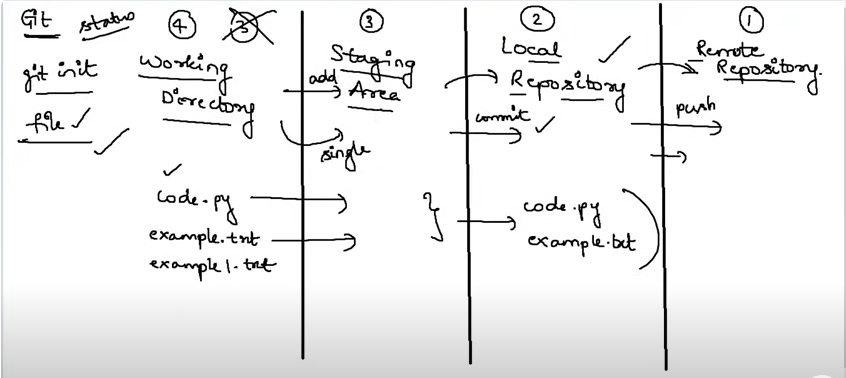 Git status
git init
file
④
5
Working
Directory
add
single
③
Staging
Area
②
Local
Repository
commit
①
Remote
Repository.
push
code.py
example.txt
example1.txt
code.py
example.txt